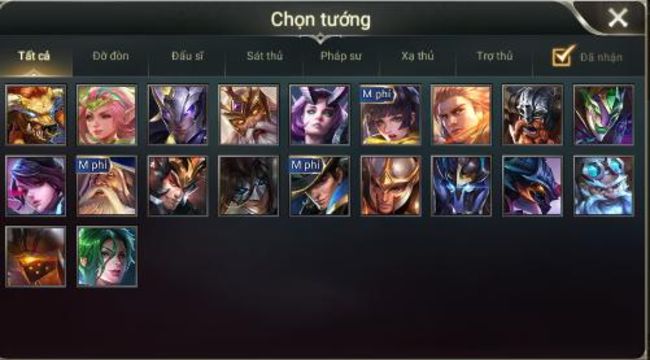 Chọn tướng
Tất cả Đỡ đòn Đấu sĩ Sát thủ Pháp sư Xạ thủ Trợ thủ Đã nhận
M phí
M phí
M phí